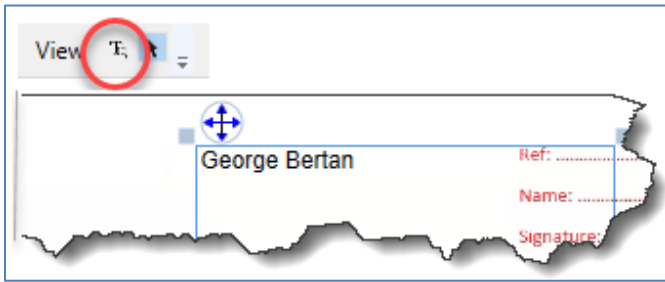 View
George Bertan
Ref: ..................
Name: ..............
Signature: